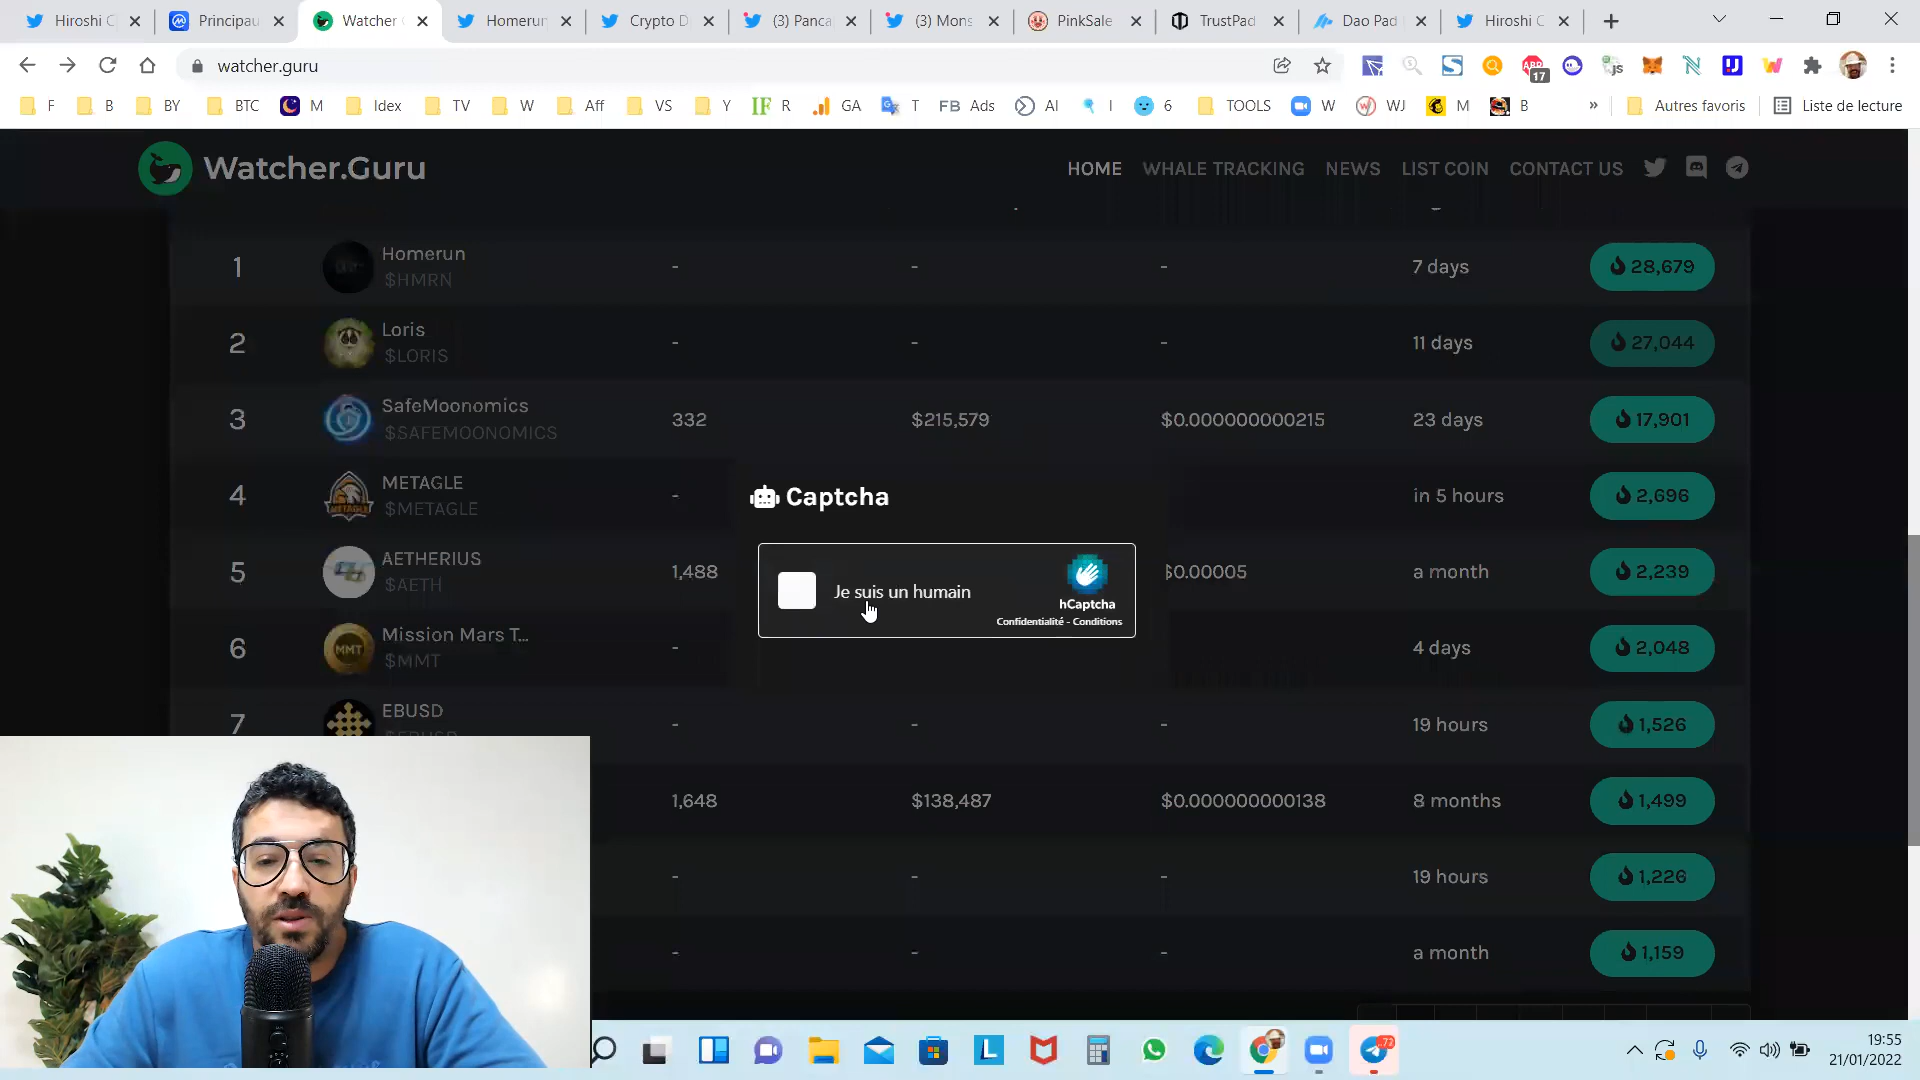 Hiroshi C
Principau
Watcher
Homerun
Crypto D
(3) Panca
(3) Mons
PinkSale
TrustPad
Dao Pad
Hiroshi C
watcher.guru
17
F B BY BTC M Idex TV W Aff VS Y IF R GA T FB Ads AI I 6 TOOLS W WJ M B » Autres favoris Liste de lecture
Watcher.Guru
HOME WHALE TRACKING NEWS LIST COIN CONTACT US
1 Homerun - - - 7 days 28,679
$HMRN
2 Loris - - - 11 days 27,044
$LORIS
3 SafeMoonomics 332 $215,579 $0.000000000215 23 days 17,901
$SAFEMOONOMICS
4 METAGLE - in 5 hours 2,696
$METAGLE
Captcha
5 AETHERIUS 1,488 $0.00005 a month 2,239
$AETH
Je suis un humain
hCaptcha
Confidentialité - Conditions
6 Mission Mars T... - 4 days 2,048
MMT
$MMT
7 EBUSD - - - 19 hours 1,526
1,648 $138,487 $0.000000000138 8 months 1,499
- - - 19 hours 1,226
- - - a month 1,159
72
19:55
21/01/2022